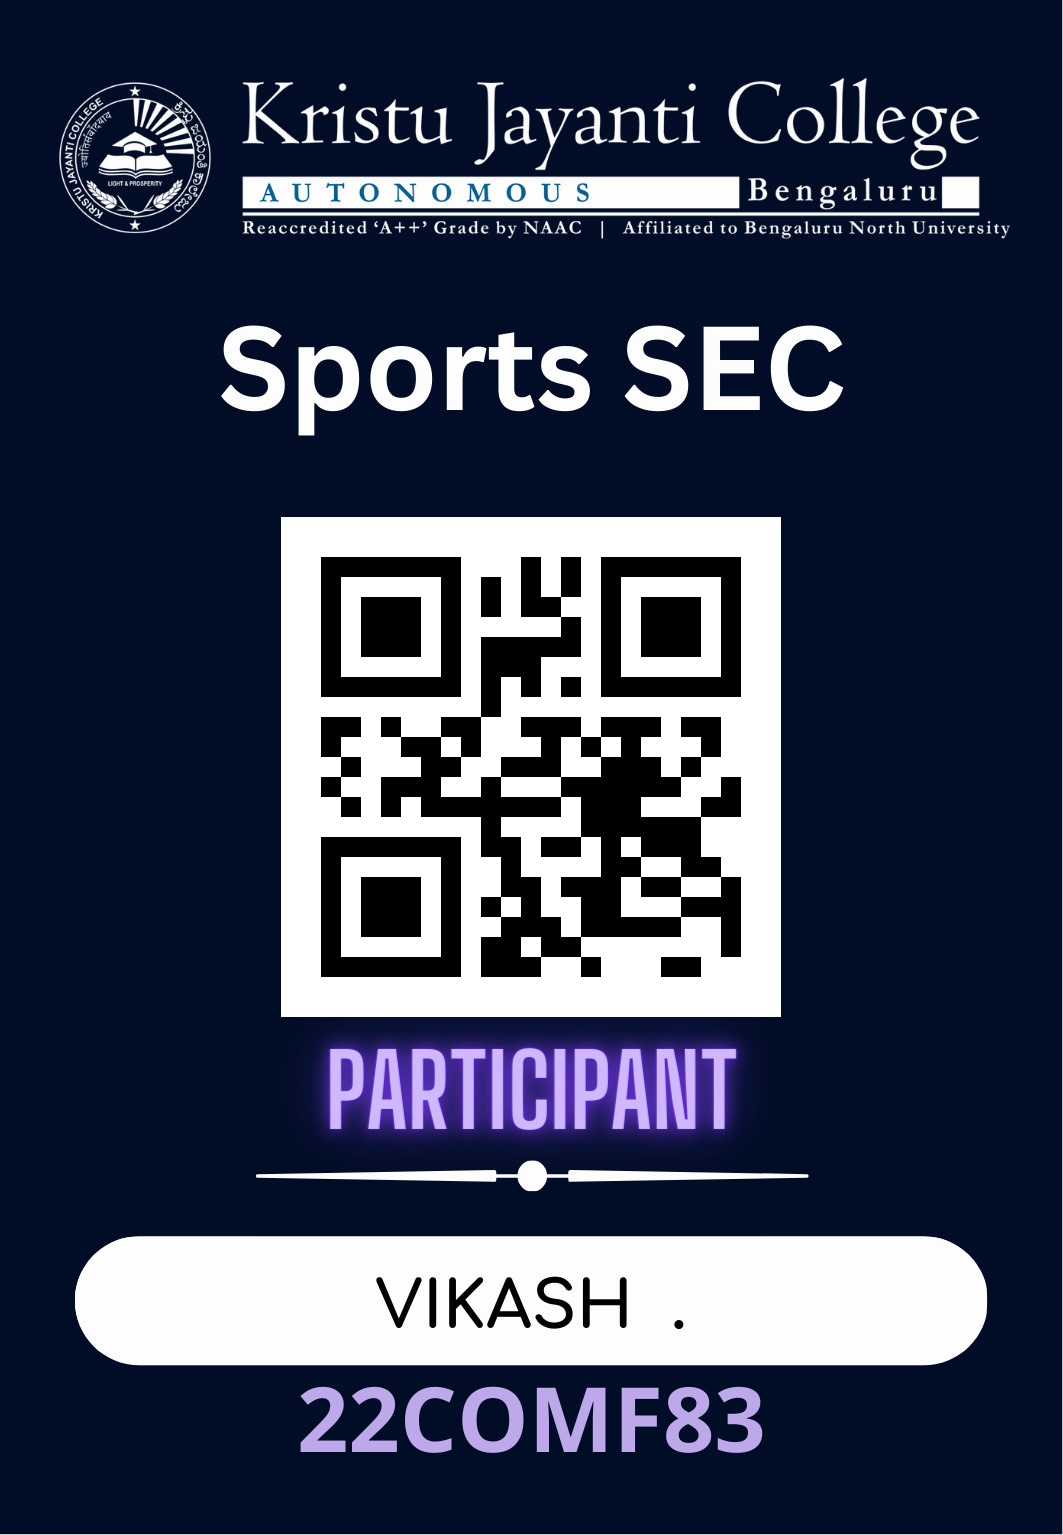 KRISTU JAYANTI COLLEGE
ज्योतिसंवादयाय
LIGHT & PROSPERITY
Kristu Jayanti College
AUTONOMOUS Bengaluru
Reaccredited ‘A++’ Grade by NAAC | Affiliated to Bengaluru North University
Sports SEC
PARTICIPANT
VIKASH .
22COMF83